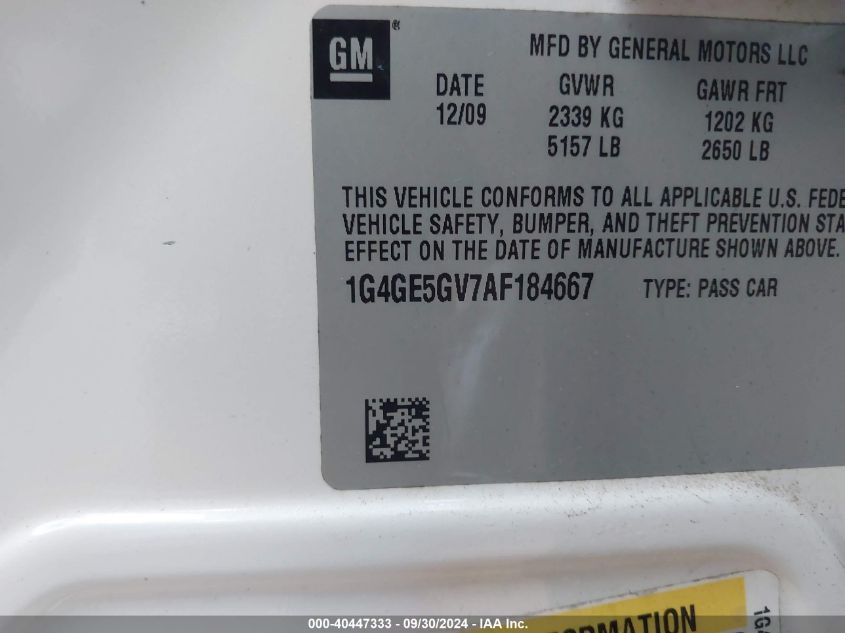 GM®
MFD BY GENERAL MOTORS LLC
DATE GVWR GAWR FRT
12/09 2339 KG 1202 KG
5157 LB 2650 LB
THIS VEHICLE CONFORMS TO ALL APPLICABLE U.S. FEDE
VEHICLE SAFETY, BUMPER, AND THEFT PREVENTION STA
EFFECT ON THE DATE OF MANUFACTURE SHOWN ABOVE.
1G4GE5GV7AF184667 TYPE: PASS CAR
ORMATION
1G
000-40447333 - 09/30/2024 - IAA Inc.